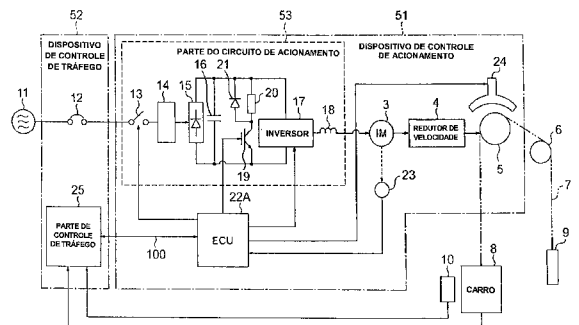 52
53
51
DISPOSITIVO
DE CONTROLE
DE TRÁFEGO
PARTE DO CIRCUITO DE ACIONAMENTO
DISPOSITIVO DE CONTROLE
DE ACIONAMENTO
11
12
13
14
15
16
21
20
17
18
3
4
24
INVERSOR
IM
REDUTOR DE
VELOCIDADE
5
6
19
23
7
25
22A
PARTE DE
CONTROLE
DE TRÁFEGO
100
ECU
10
8
CARRO
9